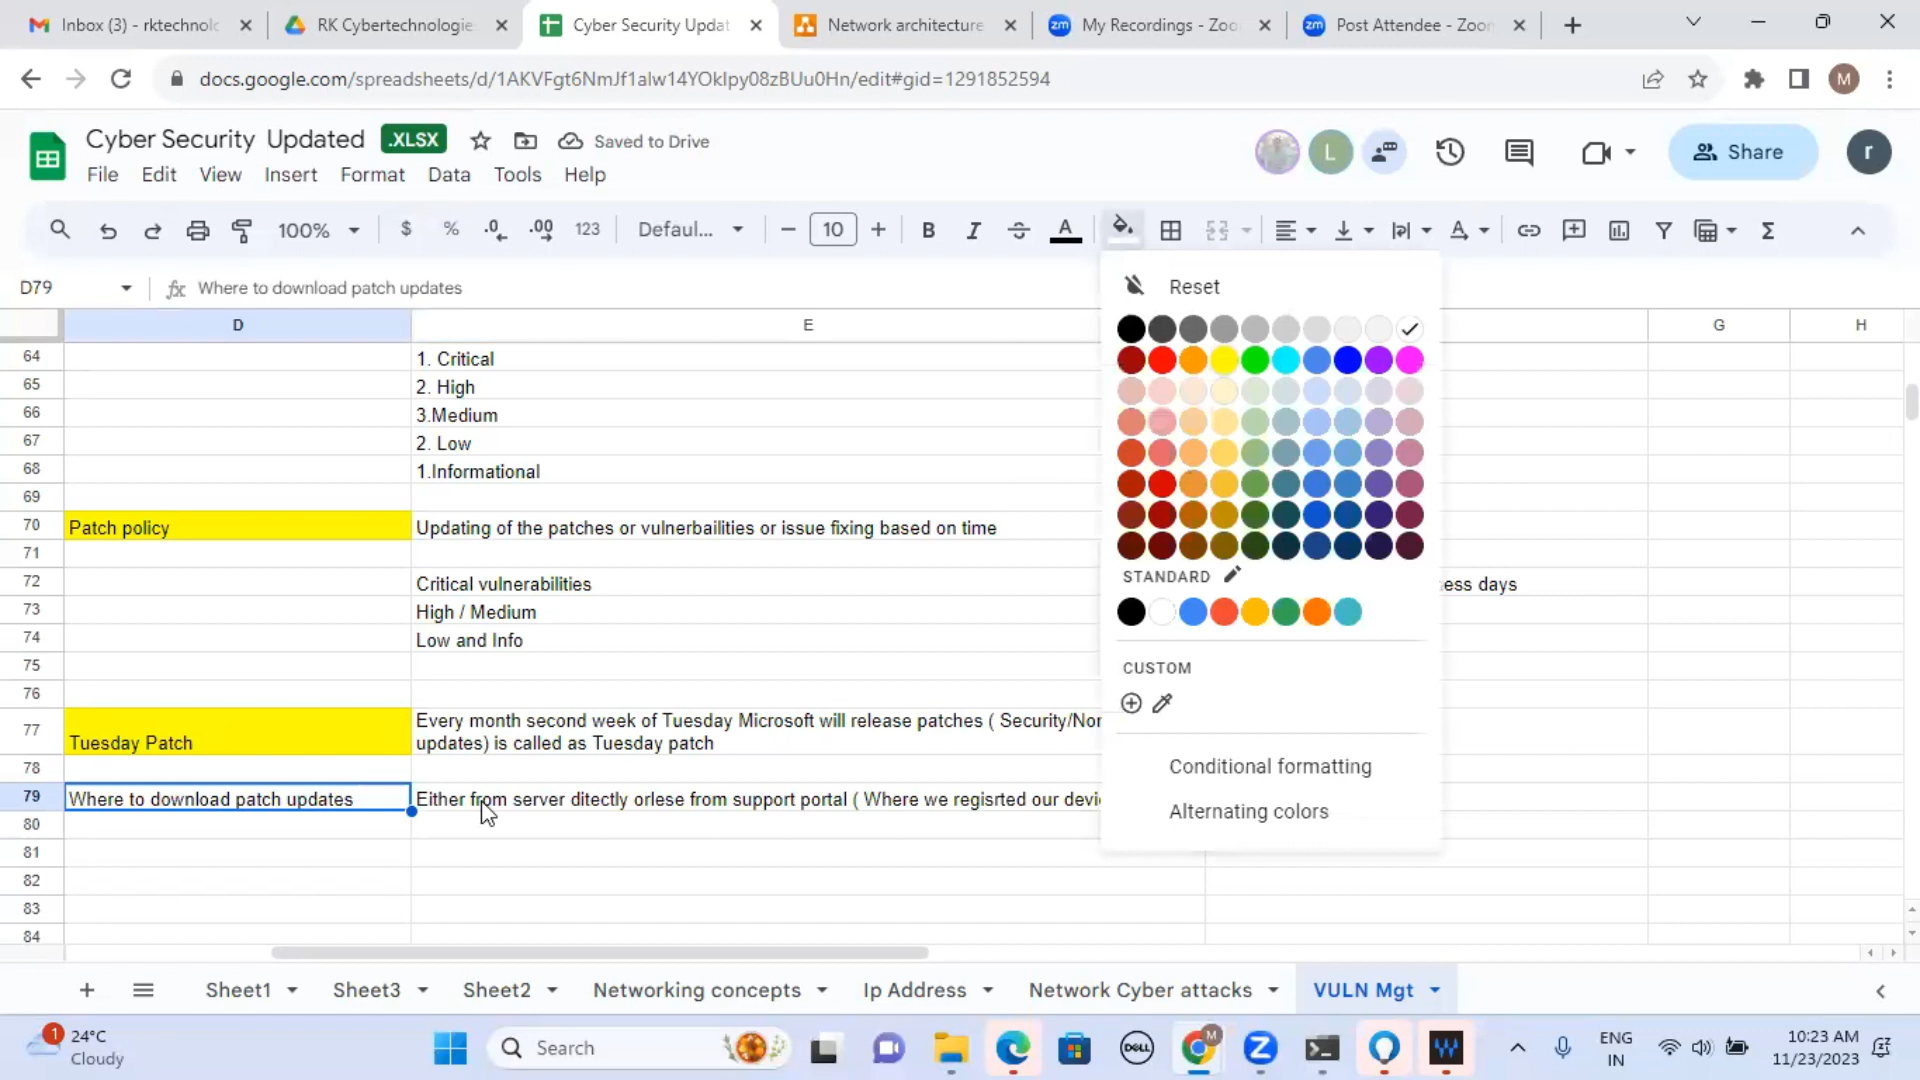 Inbox (3) - rktechnolo
RK Cybertechnologie
Cyber Security Updat
Network architecture
zm My Recordings - Zoo
zm Post Attendee - Zoom
docs.google.com/spreadsheets/d/1AKVFgt6NmJf1alw14YOkIpy08zBUu0Hn/edit#gid=1291852594
M
Cyber Security Updated .XLSX Saved to Drive
L
Share
r
File Edit View Insert Format Data Tools Help
100% $ % .0 .00 123 Defaul... 10 B I A
D79 fx Where to download patch updates
Reset
D E G H
64 1. Critical
65 2. High
66 3.Medium
67 2. Low
68 1.Informational
69
70 Patch policy Updating of the patches or vulnerbailities or issue fixing based on time
71
72 Critical vulnerabilities ess days
73 High / Medium
74 Low and Info
75
76
77 Tuesday Patch Every month second week of Tuesday Microsoft will release patches ( Security/Non
updates) is called as Tuesday patch
78
79 Where to download patch updates Either from server ditectly orlese from support portal ( Where we regisrted our devi
80
81
82
83
84
STANDARD
CUSTOM
Conditional formatting
Alternating colors
Sheet1 Sheet3 Sheet2 Networking concepts Ip Address Network Cyber attacks VULN Mgt
1
24°C
Cloudy
Search
DELL
M
Z
W
ENG
IN
10:23 AM
11/23/2023